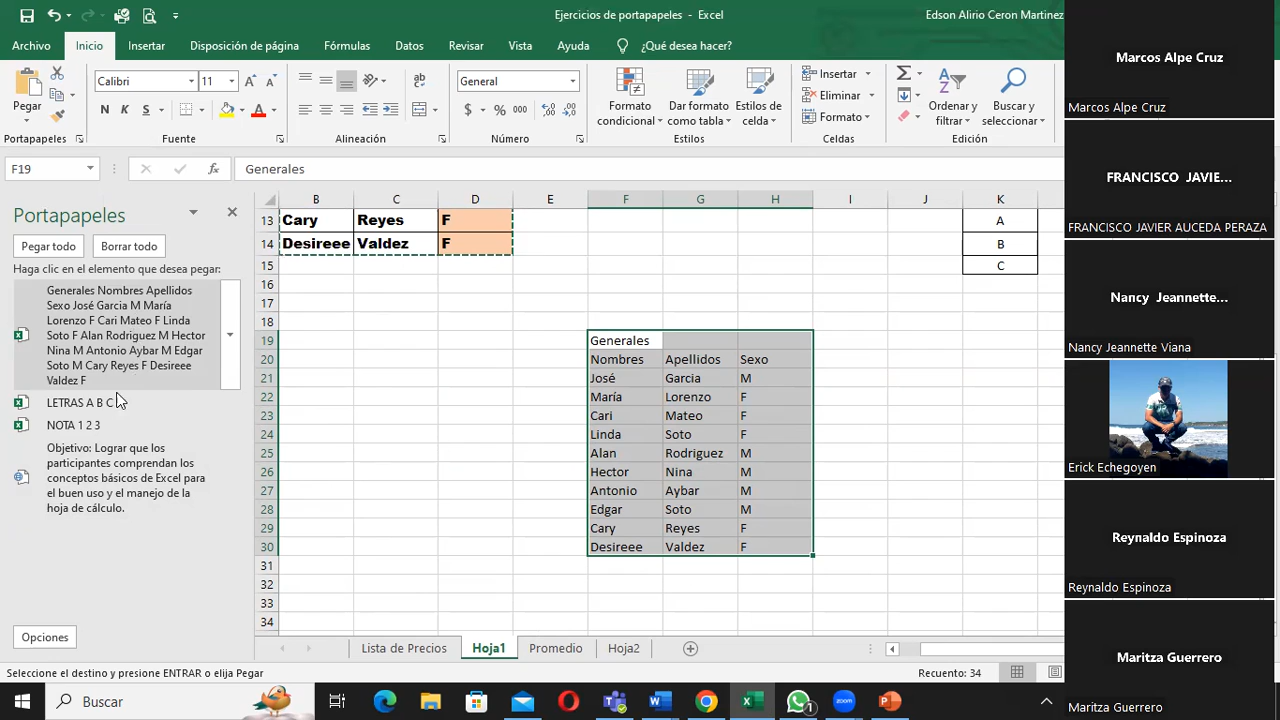 Ejercicios de portapapeles - Excel
Edson Alirio Ceron Martinez
Archivo Inicio Insertar Disposición de página Fórmulas Datos Revisar Vista Ayuda ¿Qué desea hacer?
Pegar
Portapapeles
Calibri 11
N K S
Fuente
Alineación
General
$ % 000
Número
Formato condicional
Dar formato como tabla
Estilos de celda
Estilos
Insertar
Eliminar
Formato
Celdas
Ordenar y filtrar
Buscar y seleccionar
Edición
F19 Generales
Portapapeles
Pegar todo Borrar todo
Haga clic en el elemento que desea pegar:
Generales Nombres Apellidos
Sexo José Garcia M María
Lorenzo F Cari Mateo F Linda
Soto F Alan Rodriguez M Hector
Nina M Antonio Aybar M Edgar
Soto M Cary Reyes F Desireee
Valdez F
LETRAS A B C
NOTA 1 2 3
Objetivo: Lograr que los
participantes comprendan los
conceptos básicos de Excel para
el buen uso y el manejo de la
hoja de cálculo.
Opciones
B C D E F G H I J K
13 Cary Reyes F A
14 Desireee Valdez F B
15 C
16
17
18
19 Generales
20 Nombres Apellidos Sexo
21 José Garcia M
22 María Lorenzo F
23 Cari Mateo F
24 Linda Soto F
25 Alan Rodriguez M
26 Hector Nina M
27 Antonio Aybar M
28 Edgar Soto M
29 Cary Reyes F
30 Desireee Valdez F
31
32
33
34
Lista de Precios Hoja1 Promedio Hoja2
Seleccione el destino y presione ENTRAR o elija Pegar
Recuento: 34
Buscar
1
Marcos Alpe Cruz
Marcos Alpe Cruz
FRANCISCO JAVIE...
FRANCISCO JAVIER AUCEDA PERAZA
Nancy Jeannette...
Nancy Jeannette Viana
Erick Echegoyen
Reynaldo Espinoza
Reynaldo Espinoza
Maritza Guerrero
Maritza Guerrero